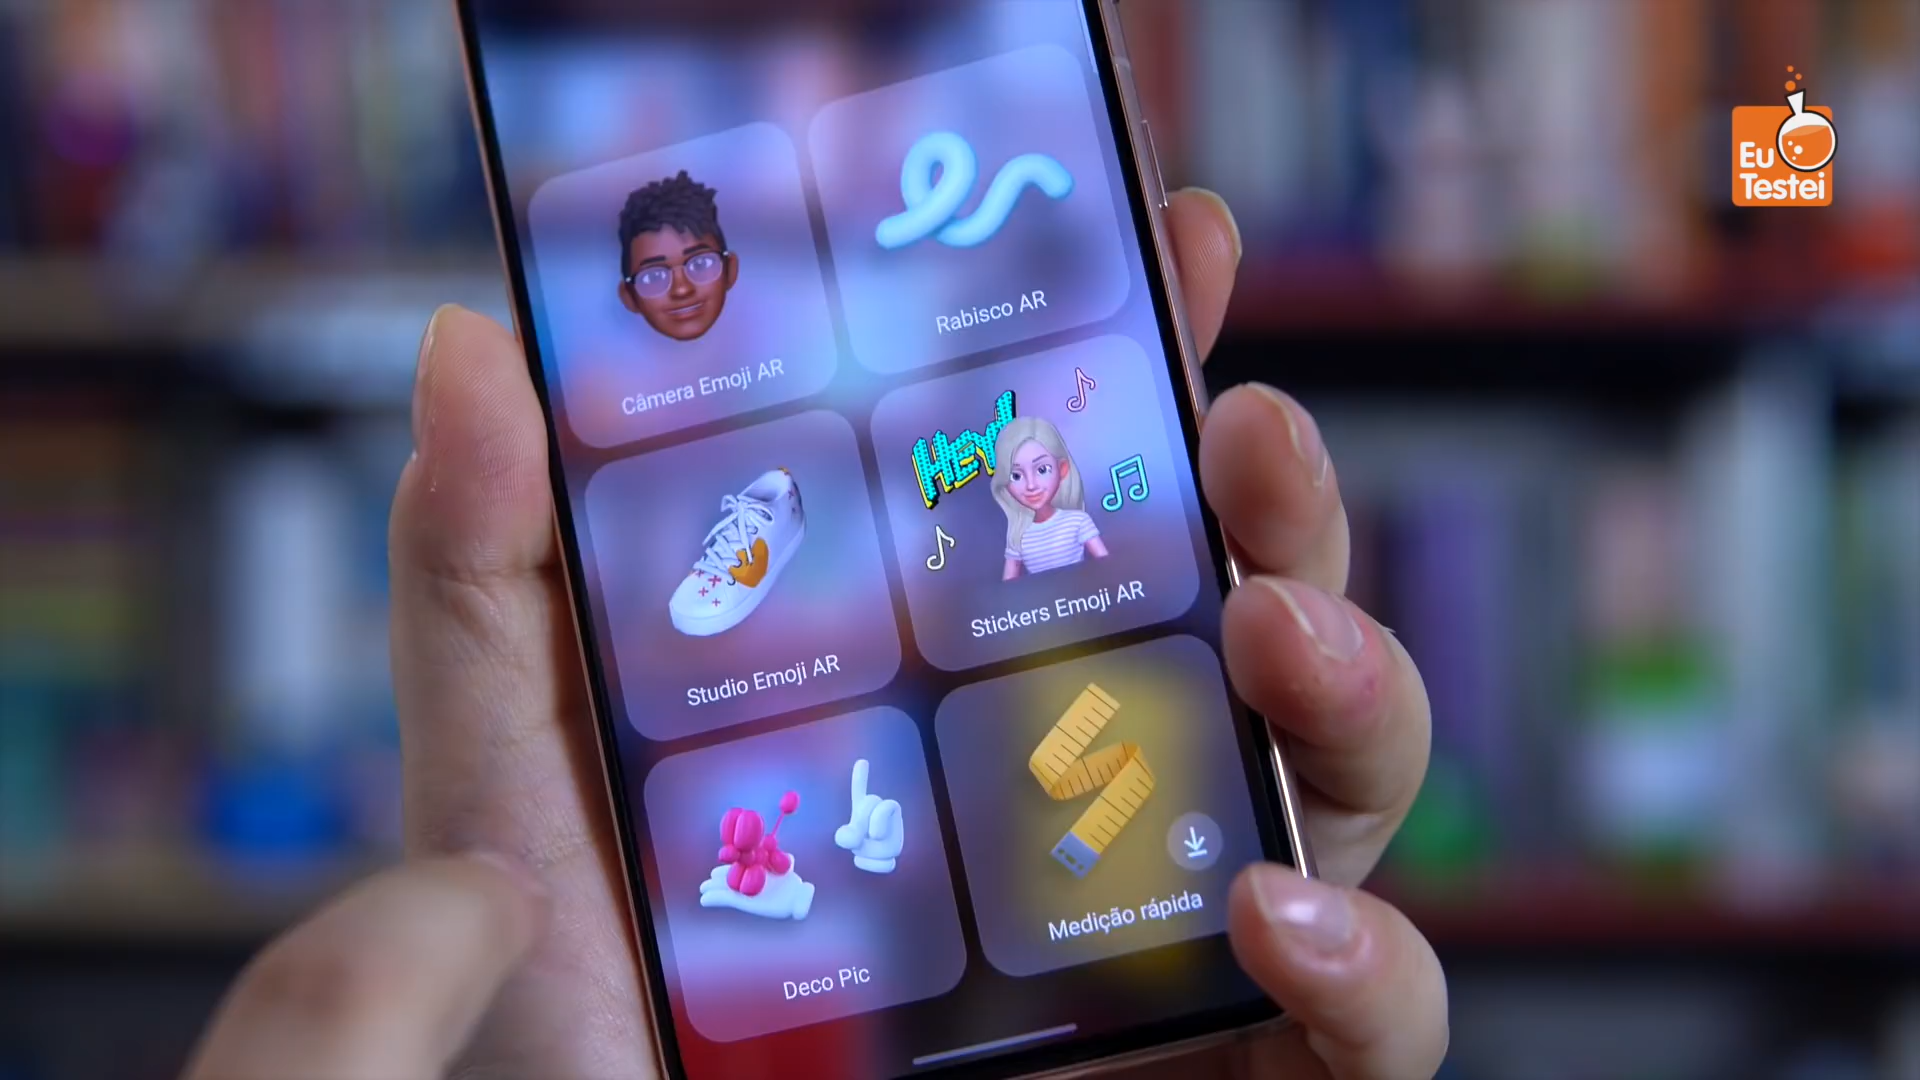 Eu
Testei
Câmera Emoji AR
Rabisco AR
Studio Emoji AR
HEY!
Stickers Emoji AR
Deco Pic
Medição rápida